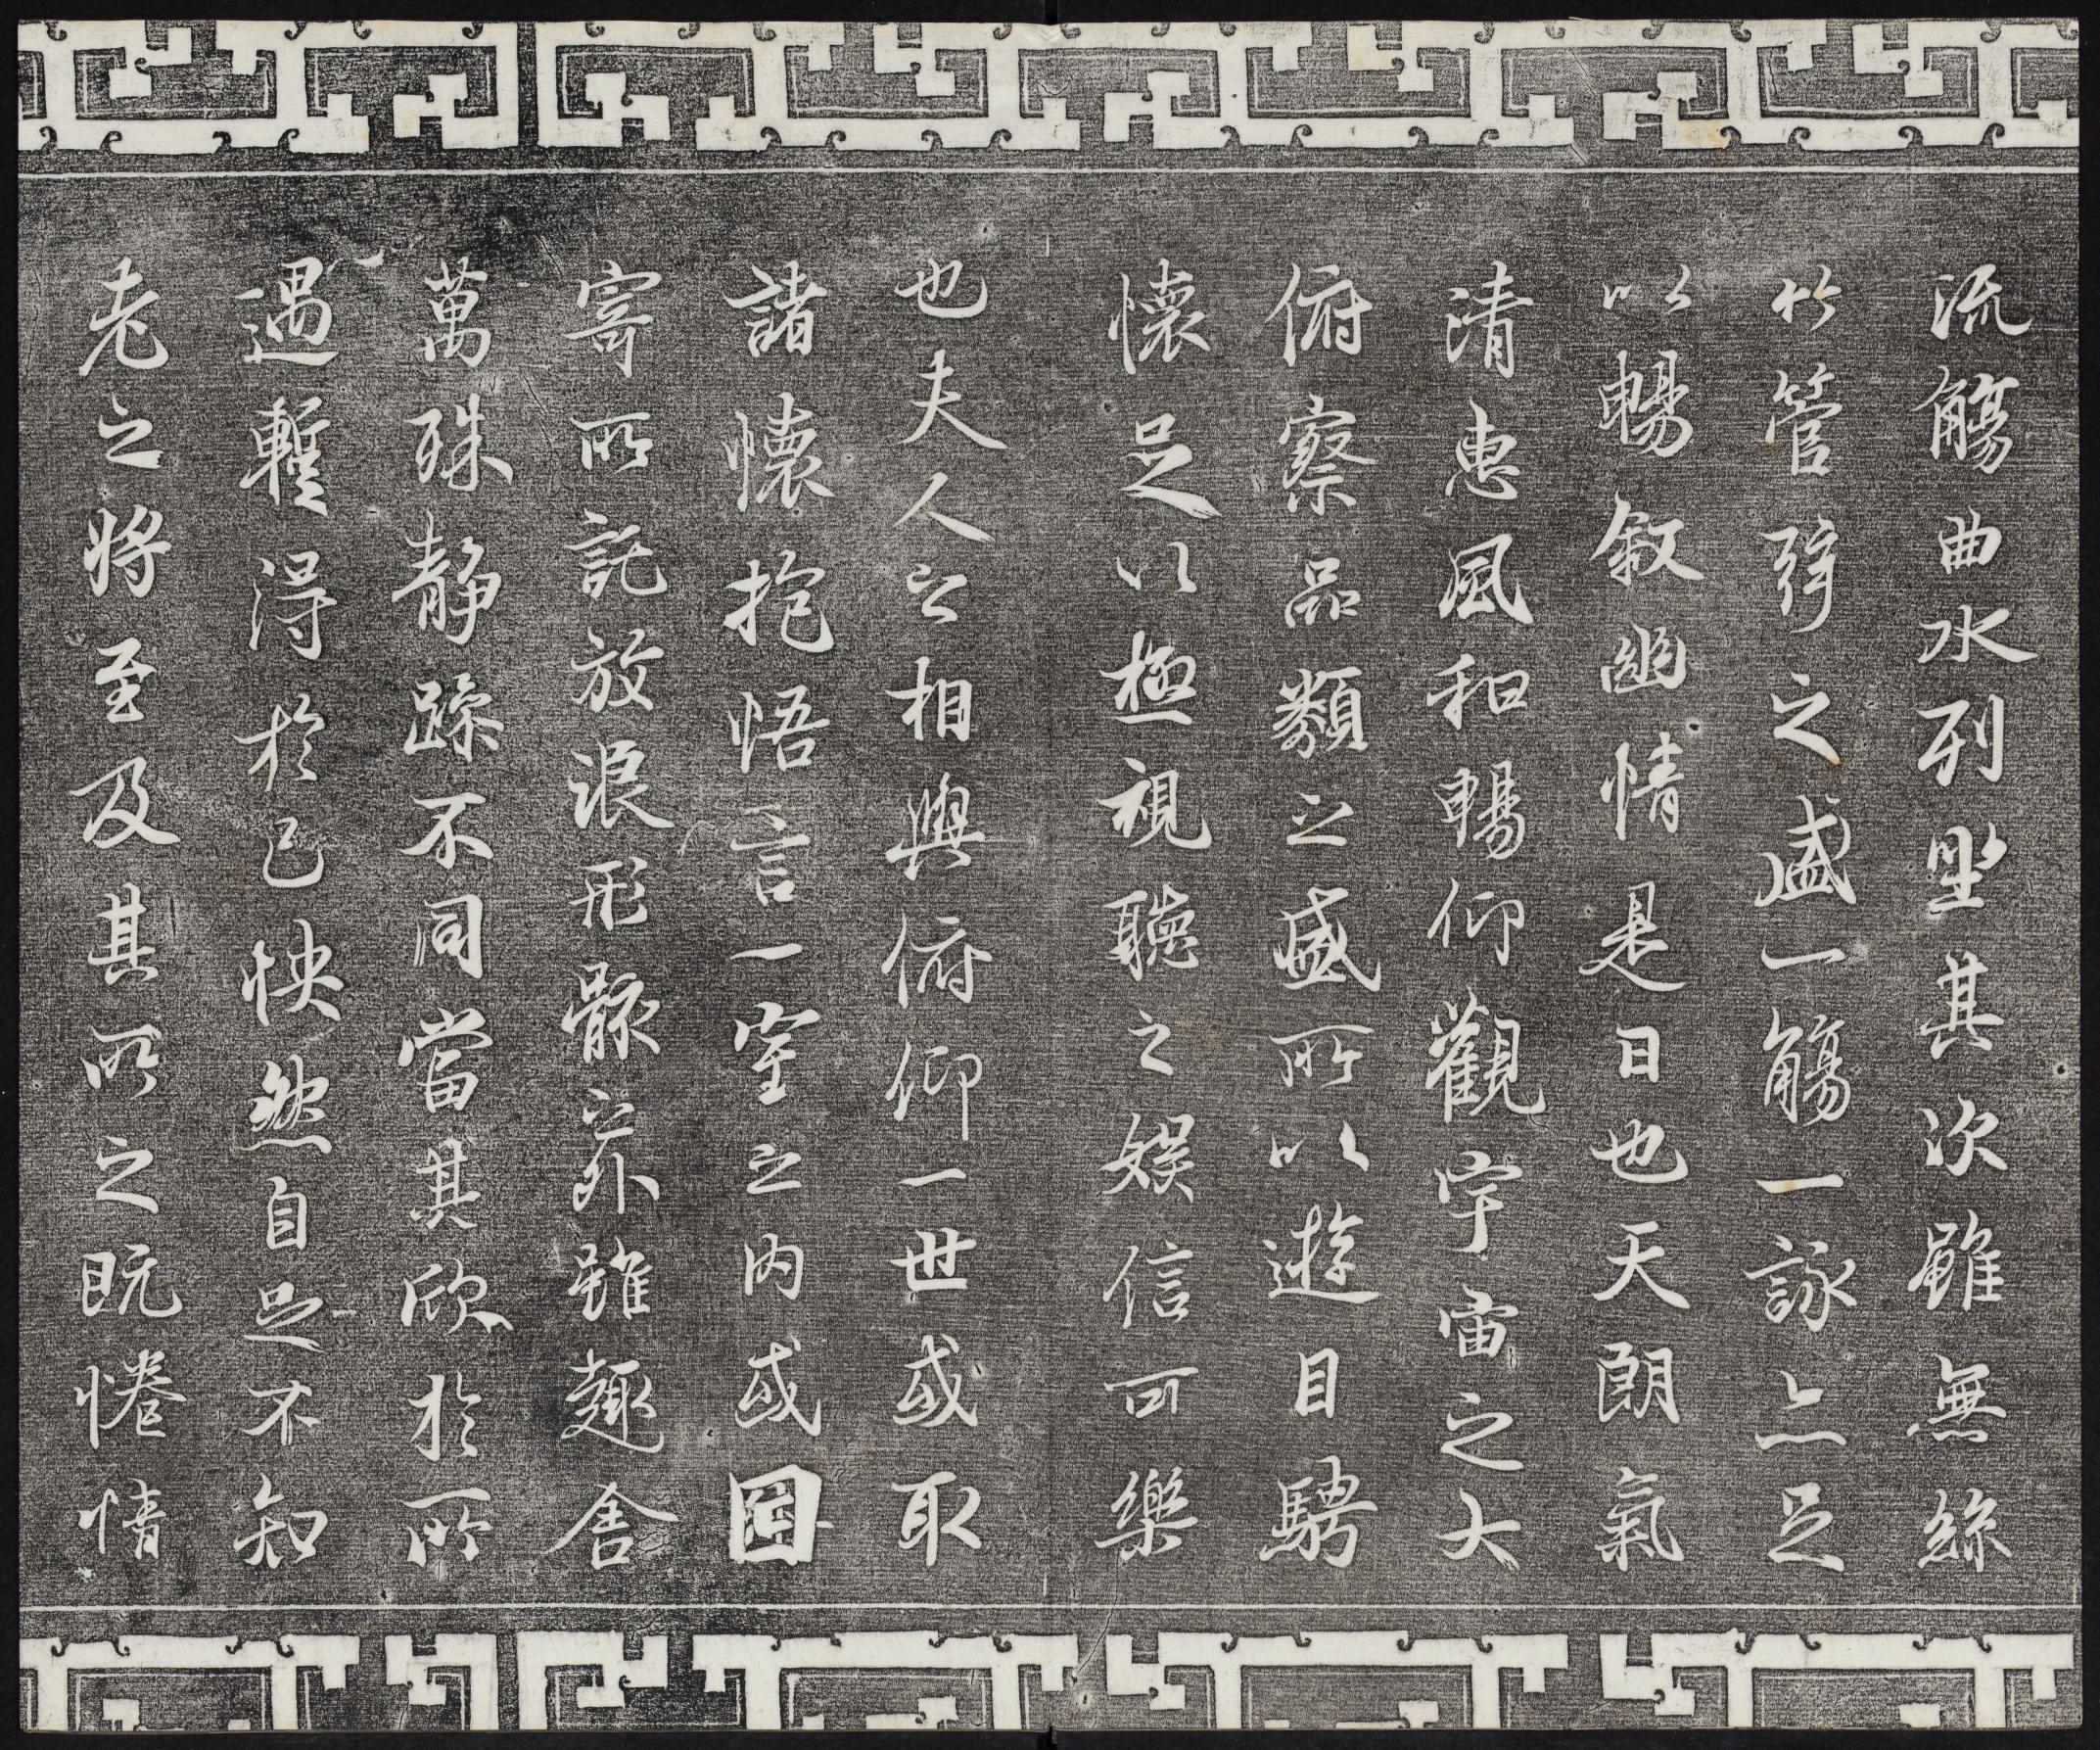 流觴曲水列坐其次雖無絲
竹管弦之盛一觴一詠亦足
以暢敘幽情是日也天朗氣
清惠風和暢仰觀宇宙之大
俯察品類之盛所以遊目騁
懷足以極視聽之娛信可樂
也夫人之相與俯仰一世或取
諸懷抱悟言一室之內或因
寄所託放浪形骸之外雖趣舍
萬殊靜躁不同當其欣於所
遇暫得於己怏然自足不知
老之將至及其所之既惓情